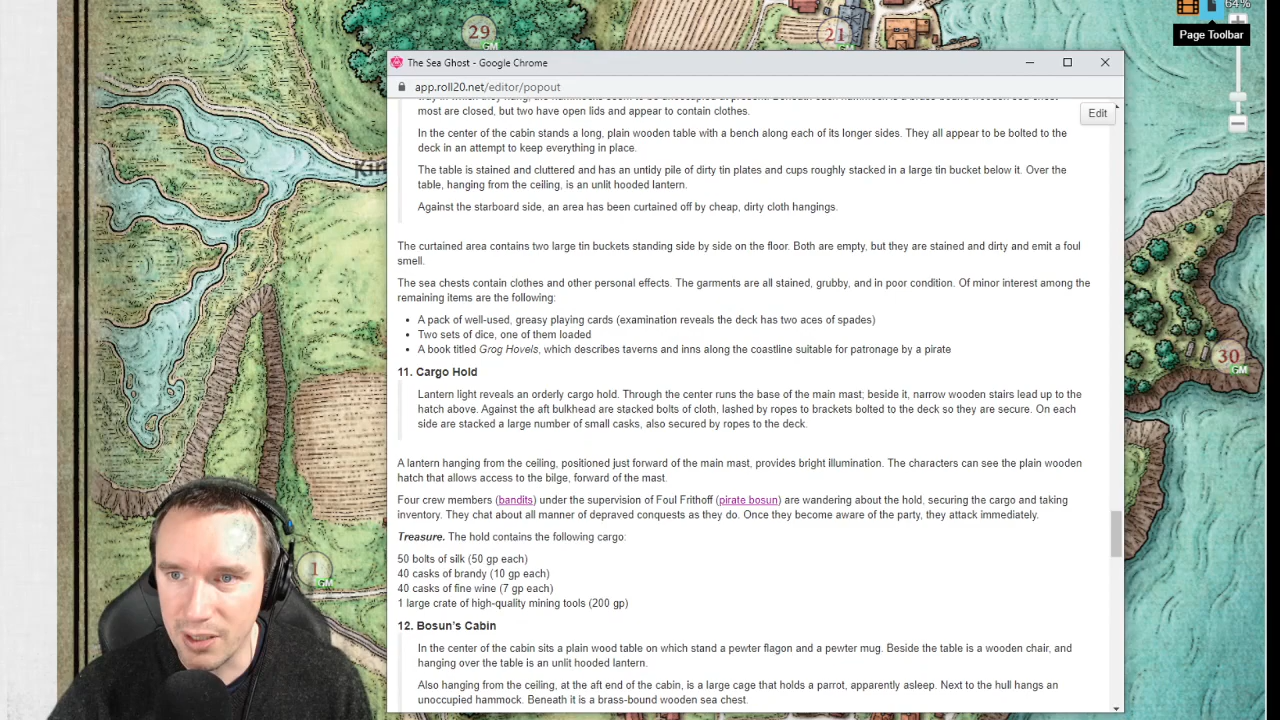 29
GM
21
GM
64%
Page Toolbar
The Sea Ghost - Google Chrome
app.roll20.net/editor/popout
Edit
most are closed, but two have open lids and appear to contain clothes.
In the center of the cabin stands a long, plain wooden table with a bench along each of its longer sides. They all appear to be bolted to the
deck in an attempt to keep everything in place.
The table is stained and cluttered and has an untidy pile of dirty tin plates and cups roughly stacked in a large tin bucket below it. Over the
table, hanging from the ceiling, is an unlit hooded lantern.
Against the starboard side, an area has been curtained off by cheap, dirty cloth hangings.
The curtained area contains two large tin buckets standing side by side on the floor. Both are empty, but they are stained and dirty and emit a foul
smell.
The sea chests contain clothes and other personal effects. The garments are all stained, grubby, and in poor condition. Of minor interest among the
remaining items are the following:
• A pack of well-used, greasy playing cards (examination reveals the deck has two aces of spades)
• Two sets of dice, one of them loaded
• A book titled Grog Hovels, which describes taverns and inns along the coastline suitable for patronage by a pirate
11. Cargo Hold
Lantern light reveals an orderly cargo hold. Through the center runs the base of the main mast; beside it, narrow wooden stairs lead up to the
hatch above. Against the aft bulkhead are stacked bolts of cloth, lashed by ropes to brackets bolted to the deck so they are secure. On each
side are stacked a large number of small casks, also secured by ropes to the deck.
A lantern hanging from the ceiling, positioned just forward of the main mast, provides bright illumination. The characters can see the plain wooden
hatch that allows access to the bilge, forward of the mast.
Four crew members (bandits) under the supervision of Foul Frithoff (pirate bosun) are wandering about the hold, securing the cargo and taking
inventory. They chat about all manner of depraved conquests as they do. Once they become aware of the party, they attack immediately.
Treasure. The hold contains the following cargo:
50 bolts of silk (50 gp each)
40 casks of brandy (10 gp each)
40 casks of fine wine (7 gp each)
1 large crate of high-quality mining tools (200 gp)
12. Bosun's Cabin
In the center of the cabin sits a plain wood table on which stand a pewter flagon and a pewter mug. Beside the table is a wooden chair, and
hanging over the table is an unlit hooded lantern.
Also hanging from the ceiling, at the aft end of the cabin, is a large cage that holds a parrot, apparently asleep. Next to the hull hangs an
unoccupied hammock. Beneath it is a brass-bound wooden sea chest.
30
GM
1
GM